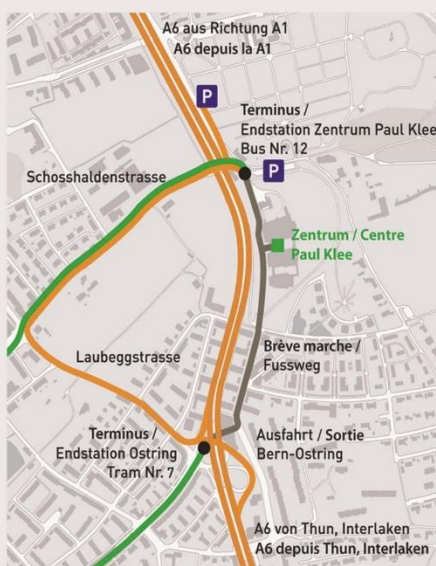 A6 aus Richtung A1
A6 depuis la A1
P
Terminus /
Endstation Zentrum Paul Klee
Bus Nr. 12
P
Schosshaldenstrasse
Zentrum / Centre
Paul Klee
Laubeggstrasse
Brève marche /
Fussweg
Terminus /
Endstation Ostring
Tram Nr. 7
Ausfahrt / Sortie
Bern-Ostring
A6 von Thun, Interlaken
A6 depuis Thun, Interlaken